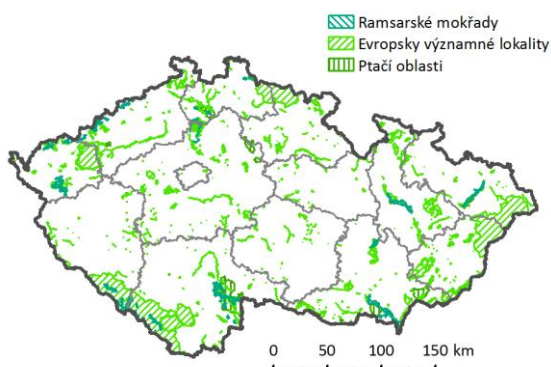 Ramsarské mokřady
Evropsky významné lokality
Ptačí oblasti
0 50 100 150 km